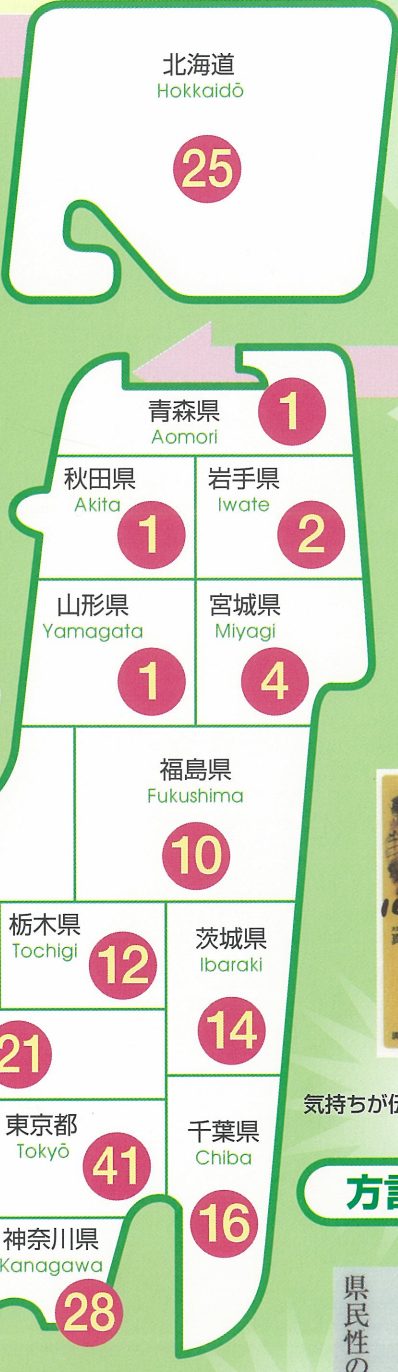 北海道
Hokkaidō
25
青森県
Aomori
1
秋田県
Akita
1
岩手県
Iwate
2
山形県
Yamagata
1
宮城県
Miyagi
4
福島県
Fukushima
10
栃木県
Tochigi
12
茨城県
Ibaraki
14
21
東京都
Tokyō
41
千葉県
Chiba
16
神奈川県
Kanagawa
28
気持ちが伝
方言
県民性の